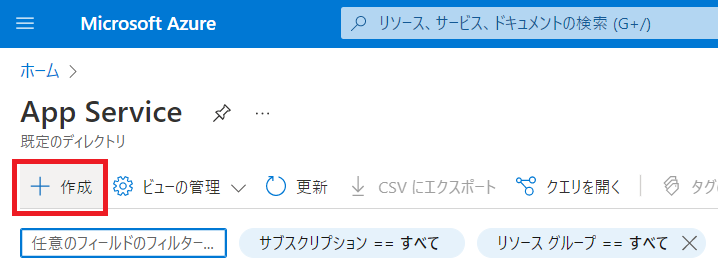 Microsoft Azure
リソース、サービス、ドキュメントの検索 (G+/)
ホーム
App Service
既定のディレクトリ
作成 ビューの管理 更新 CSV にエクスポート クエリを開く タグの
任意のフィールドのフィルター... サブスクリプション == すべて リソース グループ == すべて